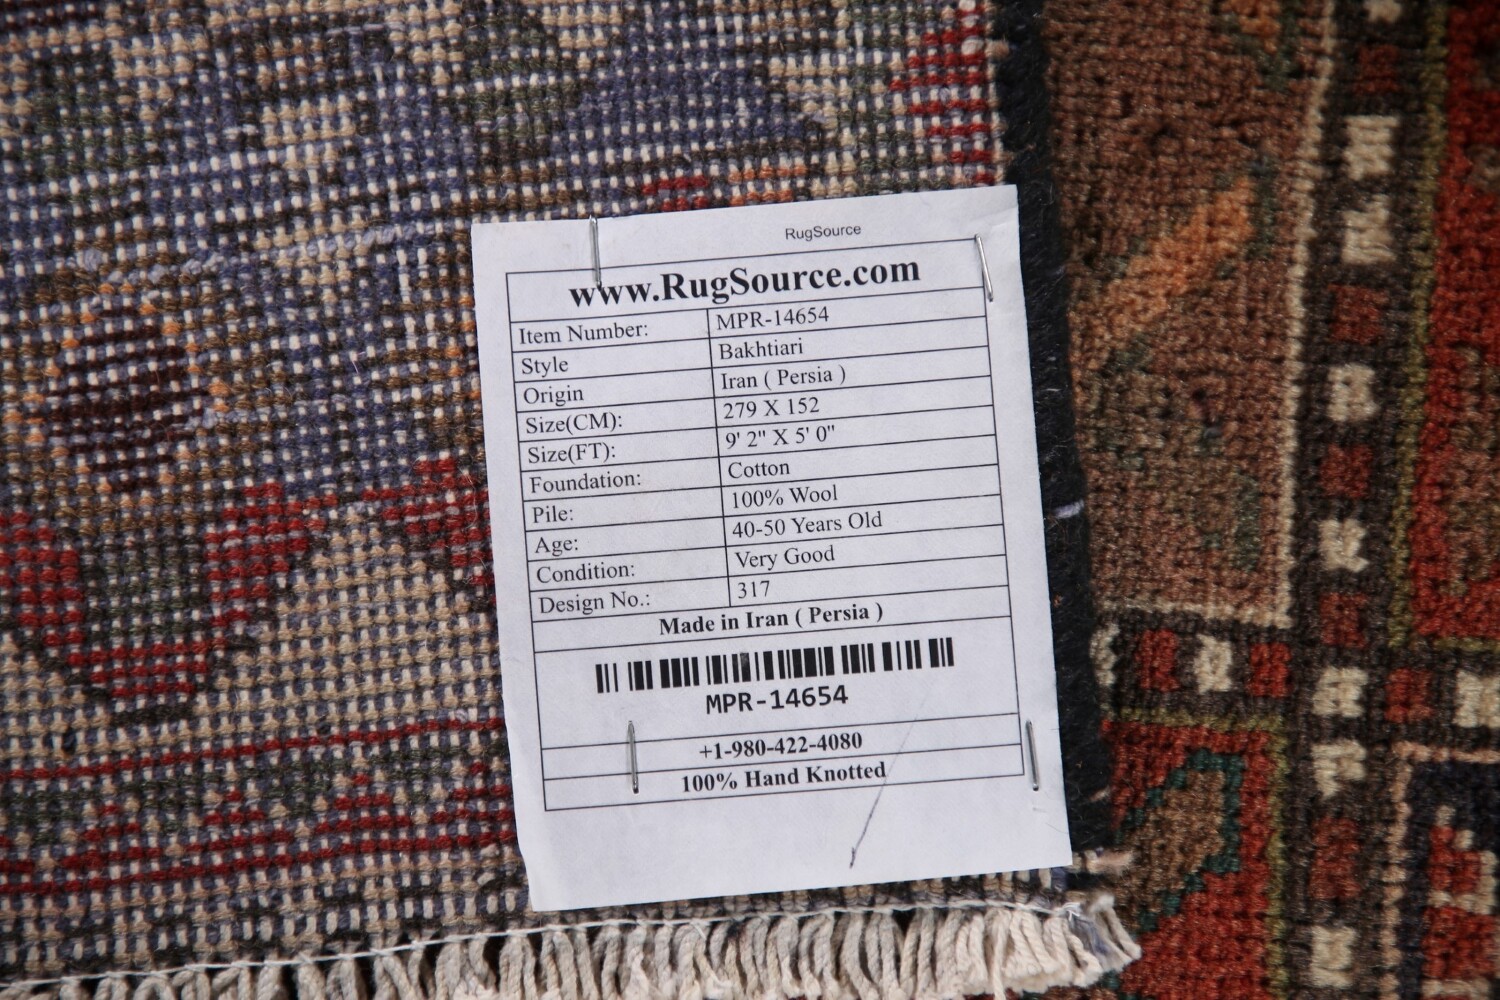 RugSource
www.RugSource.com
Item Number: MPR-14654
Style Bakhtiari
Origin Iran ( Persia )
Size(CM): 279 X 152
Size(FT): 9' 2" X 5' 0"
Foundation: Cotton
Pile: 100% Wool
Age: 40-50 Years Old
Condition: Very Good
Design No.: 317
Made in Iran ( Persia )
MPR-14654
+1-980-422-4080
100% Hand Knotted